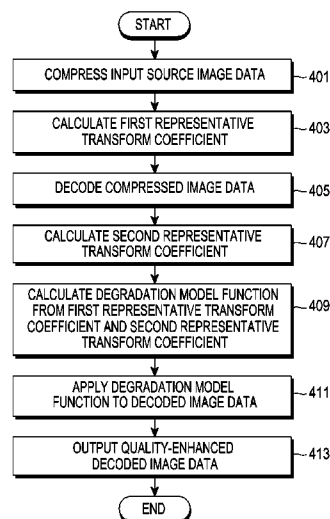 START
COMPRESS INPUT SOURCE IMAGE DATA
401
CALCULATE FIRST REPRESENTATIVE
TRANSFORM COEFFICIENT
403
DECODE COMPRESSED IMAGE DATA
405
CALCULATE SECOND REPRESENTATIVE
TRANSFORM COEFFICIENT
407
CALCULATE DEGRADATION MODEL FUNCTION
FROM FIRST REPRESENTATIVE TRANSFORM
COEFFICIENT AND SECOND REPRESENTATIVE
TRANSFORM COEFFICIENT
409
APPLY DEGRADATION MODEL
FUNCTION TO DECODED IMAGE DATA
411
OUTPUT QUALITY-ENHANCED
DECODED IMAGE DATA
413
END